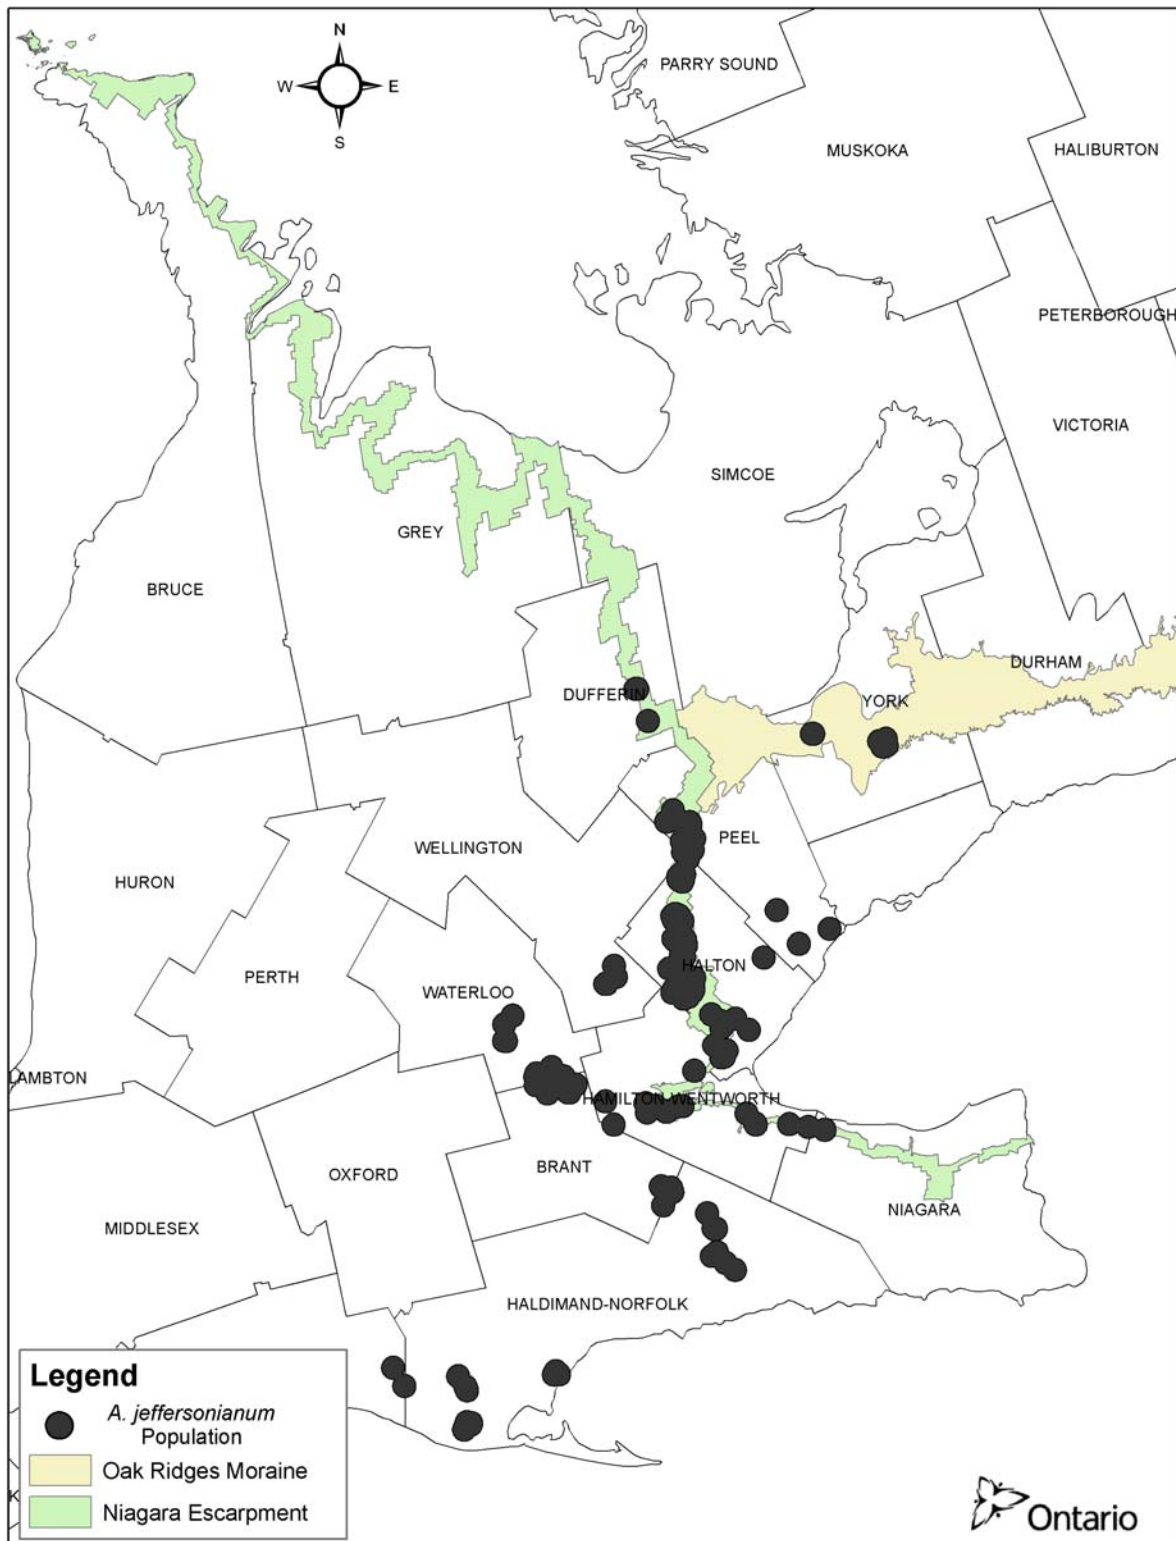 N
PARRY SOUND
W
E
S
MUSKOKA
HALIBURTON
PETERBOROUGH
VICTORIA
SIMCOE
GREY
BRUCE
DURHAM
DUFFERIN
YORK
PEEL
WELLINGTON
HURON
HALTON
PERTH
WATERLOO
LAMBTON
HAMILTON-WENTWORTH
BRANT
OXFORD
NIAGARA
MIDDLESEX
HALDIMAND-NORFOLK
Legend
A. jeffersonianum
Population
Oak Ridges Moraine
K
Niagara Escarpment
Ontario